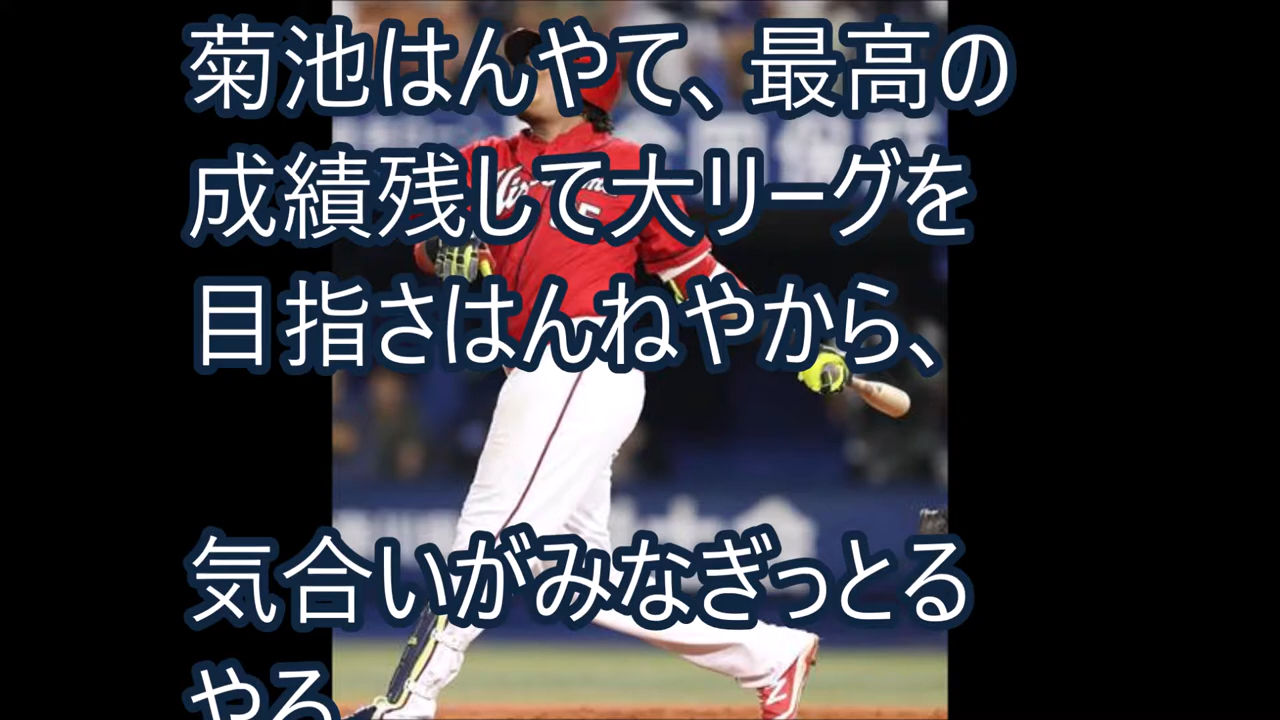 菊池はんやて、最高の
成績残して大リーグを
目指さはんねやから、
気合いがみなぎっとる
やろ